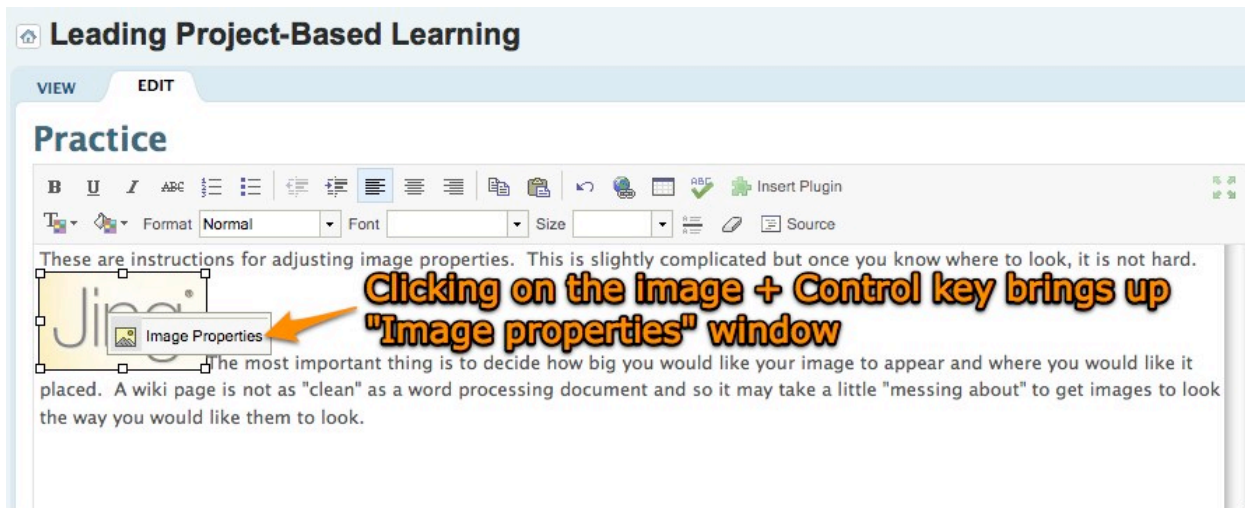 Leading Project-Based Learning
VIEW EDIT
Practice
B U I ABC ABC Insert Plugin
Format Normal Font Size Source
These are instructions for adjusting image properties. This is slightly complicated but once you know where to look, it is not hard.
Clicking on the image + Control key brings up
"Image properties" window
Jing®
Image Properties
The most important thing is to decide how big you would like your image to appear and where you would like it
placed. A wiki page is not as "clean" as a word processing document and so it may take a little "messing about" to get images to look
the way you would like them to look.